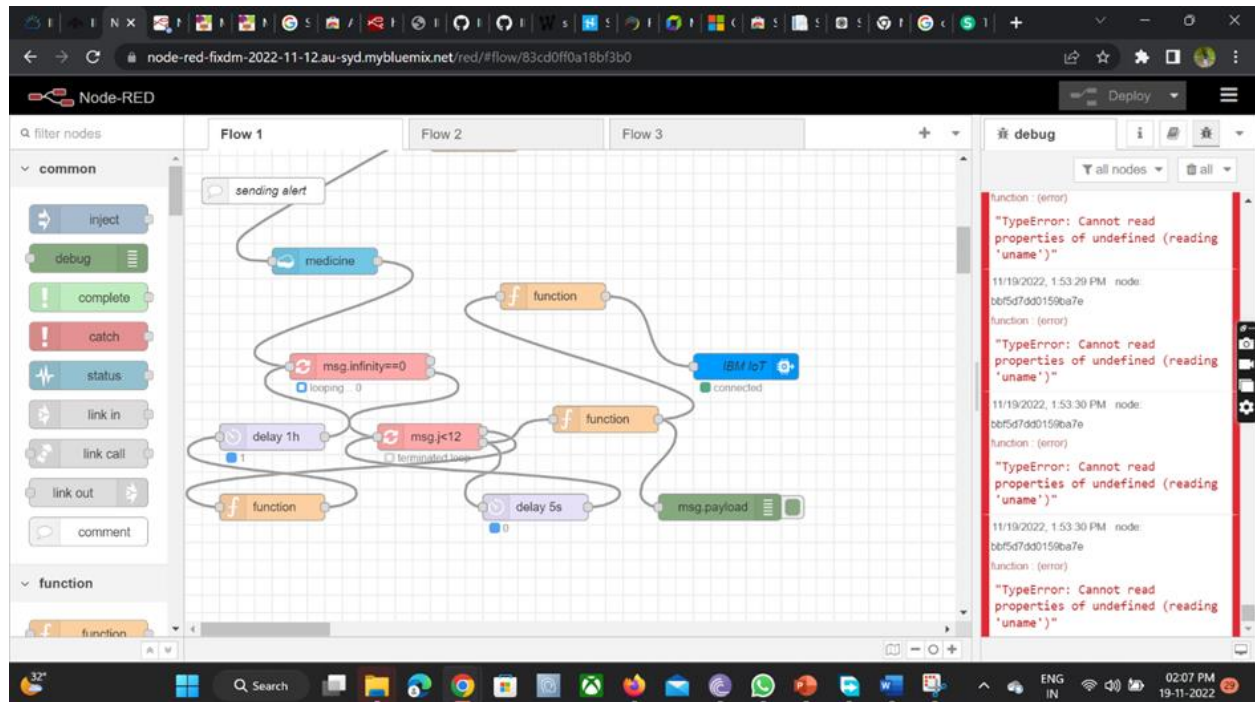 node-red-fixdm-2022-11-12.au-syd.mybluemix.net/red/#flow/83cd0ff0a18bf3b0
Node-RED
Deploy
filter nodes
Flow 1
Flow 2
Flow 3
debug
i
common
all nodes
all
inject
debug
complete
catch
status
link in
link call
link out
comment
function
function
sending alert
medicine
function
msg.infinity==0
looping .. 0
IBM IoT
connected
function
delay 1h
1
msg.j<12
terminated loop
function
delay 5s
0
msg.payload
function : (error)
"TypeError: Cannot read
properties of undefined (reading
'uname')"
11/19/2022, 1:53:29 PM node:
bbf5d7dd0159ba7e
function : (error)
"TypeError: Cannot read
properties of undefined (reading
'uname')"
11/19/2022, 1:53:30 PM node:
bbf5d7dd0159ba7e
function : (error)
"TypeError: Cannot read
properties of undefined (reading
'uname')"
11/19/2022, 1:53:30 PM node:
bbf5d7dd0159ba7e
function : (error)
"TypeError: Cannot read
properties of undefined (reading
'uname')"
32°
Search
ENG
IN
02:07 PM
19-11-2022
29